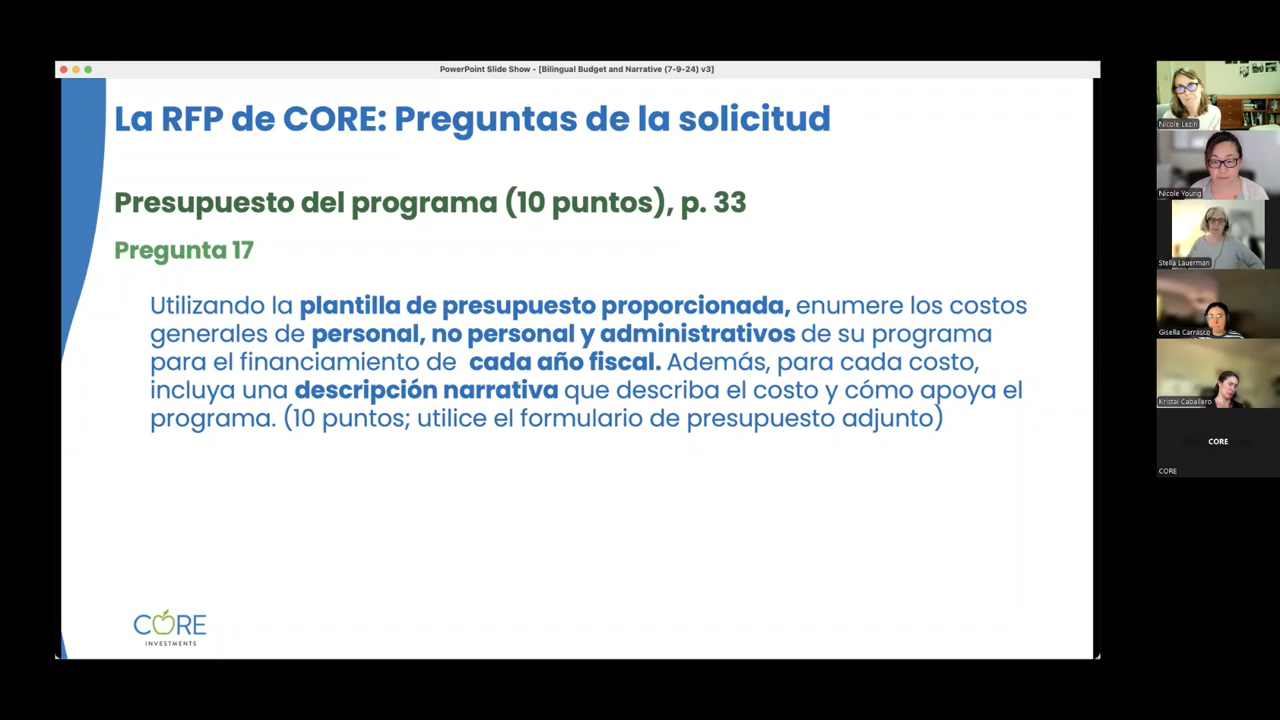 PowerPoint Slide Show - [Bilingual Budget and Narrative (7-9-24) v3]
La RFP de CORE: Preguntas de la solicitud
Presupuesto del programa (10 puntos), p. 33
Pregunta 17
Utilizando la plantilla de presupuesto proporcionada, enumere los costos
generales de personal, no personal y administrativos de su programa
para el financiamiento de cada año fiscal. Además, para cada costo,
incluya una descripción narrativa que describa el costo y cómo apoya el
programa. (10 puntos; utilice el formulario de presupuesto adjunto)
CORE
INVESTMENTS
Nicole Lezin
Nicole Young
Stella Lauerman
Gisella Carrasco
Kristal Caballero
CORE
CORE